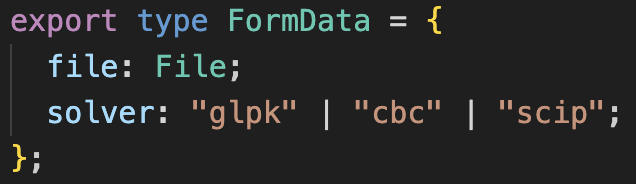 export type FormData = {
  file: File;
  solver: "glpk" | "cbc" | "scip";
};